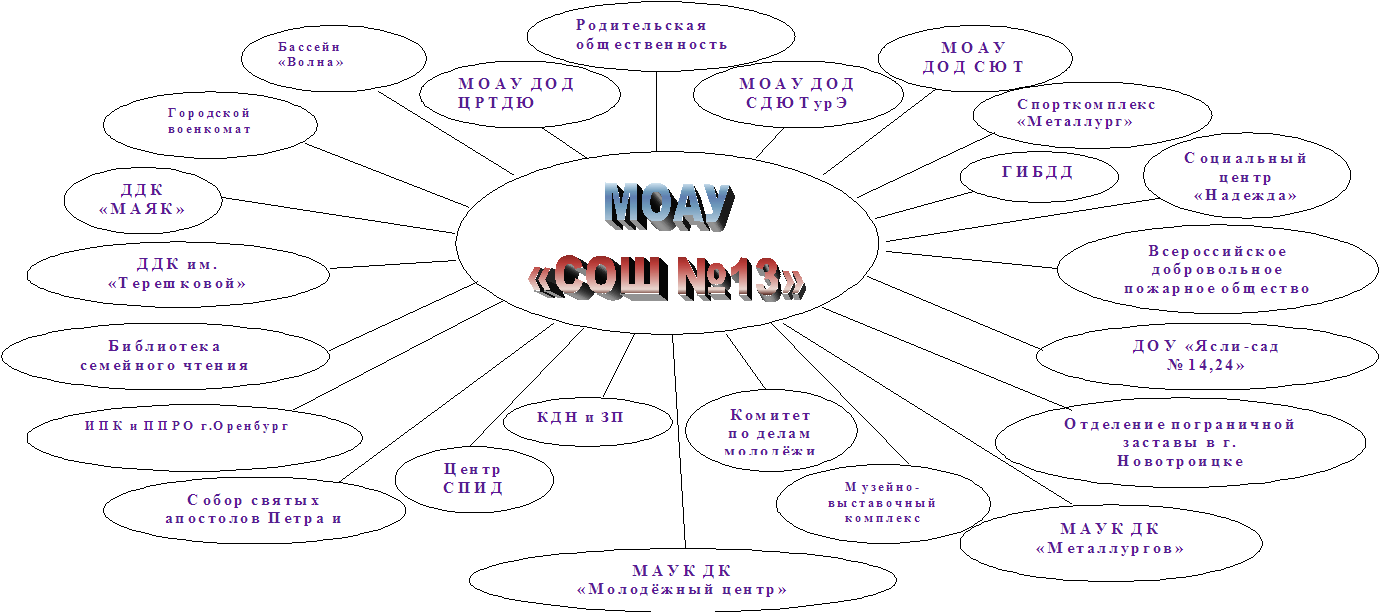 Родительская
общественность
Бассейн
«Волна»
МОАУ
ДОД СЮТ
МОАУ ДОД
ЦРТДЮ
МОАУ ДОД
СДЮТурЭ
Городской
военкомат
Спорткомплекс
«Металлург»
ГИБДД
Социальный
центр
«Надежда»
ДДК
«МАЯК»
МОАУ
«СОШ №13»
ДДК им.
«Терешковой»
Всероссийское
добровольное
пожарное общество
Библиотека
семейного чтения
ДОУ «Ясли-сад
№14,24»
ИПК и ППРО г.Оренбург
КДН и ЗП
Комитет
по делам
молодёжи
Отделение пограничной
заставы в г.
Новотроицке
Центр
СПИД
Собор святых
апостолов Петра и
Музейно-
выставочный
комплекс
МАУК ДК
«Металлургов»
МАУК ДК
«Молодёжный центр»